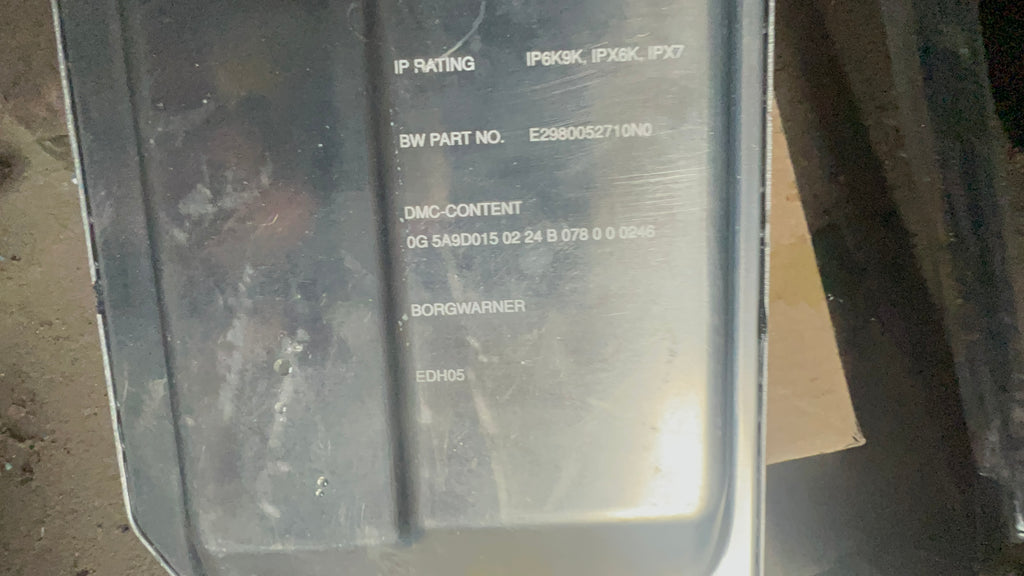 IP RATING IP6K9K, IPX6K, IPX7
BW PART NO. E2980052710N0
DMC-CONTENT
0G 5A9D015 02 24 B 078 0 0 0246
BORGWARNER
EDH05